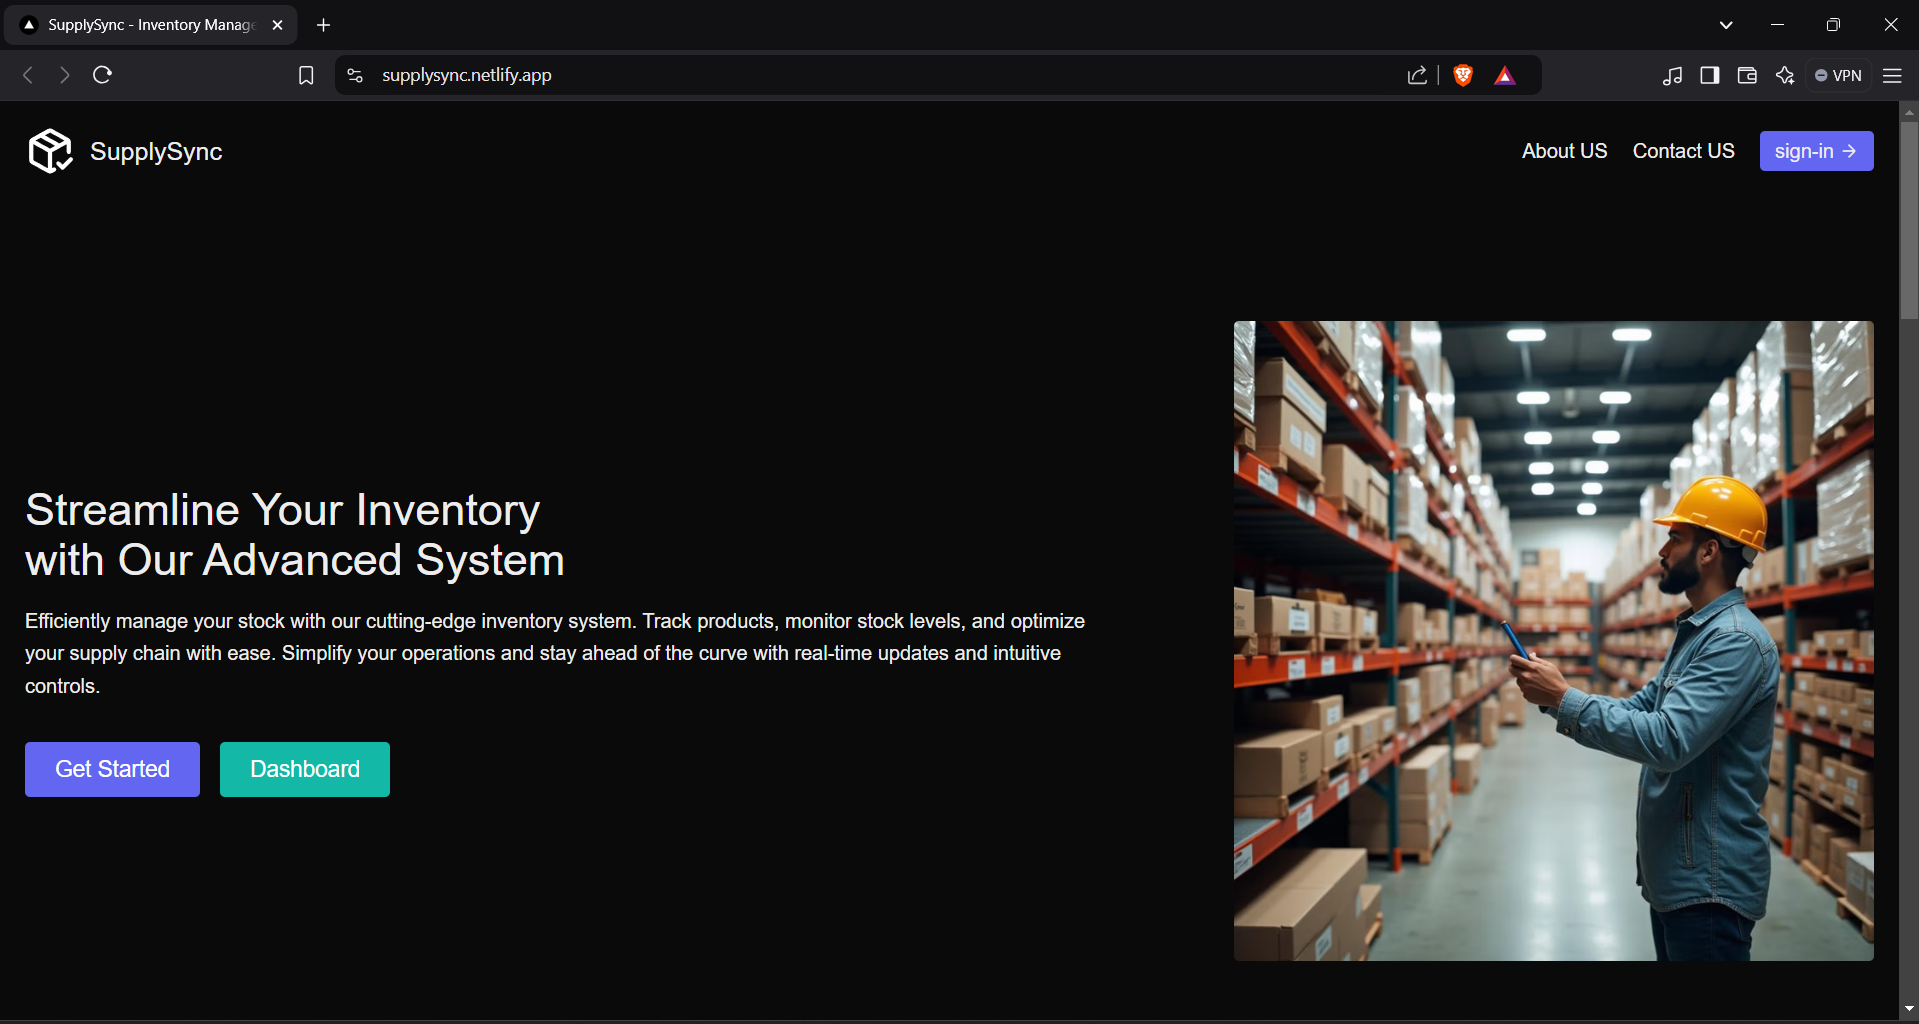 SupplySync - Inventory Manage
supplysync.netlify.app
VPN
SupplySync
About US
Contact US
sign-in →
Streamline Your Inventory
with Our Advanced System
Efficiently manage your stock with our cutting-edge inventory system. Track products, monitor stock levels, and optimize
your supply chain with ease. Simplify your operations and stay ahead of the curve with real-time updates and intuitive
controls.
Get Started
Dashboard